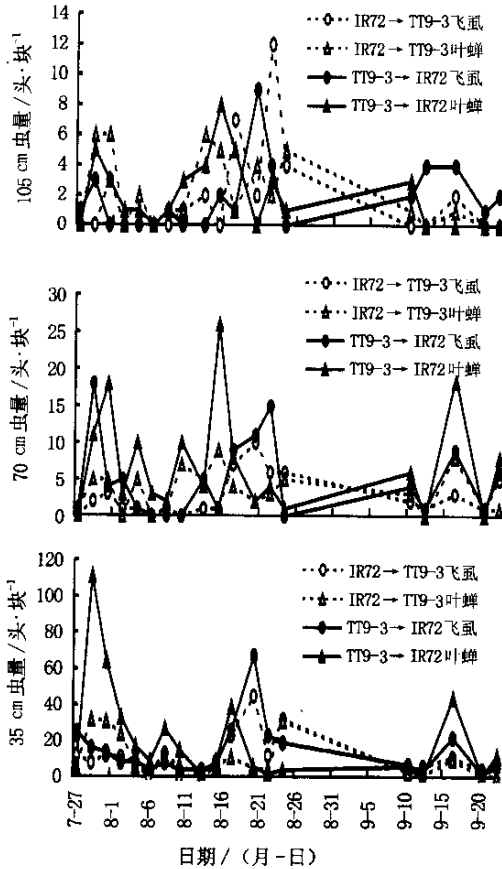 105 cm 虫量/头·块⁻¹
14
12
10
8
6
4
2
0
IR72→TT9-3飞虱
IR72→TT9-3叶蝉
TT9-3→IR72飞虱
TT9-3→IR72叶蝉
70 cm 虫量/头·块⁻¹
30
25
20
15
10
5
0
IR72→TT9-3飞虱
IR72→TT9-3叶蝉
TT9-3→IR72飞虱
TT9-3→IR72叶蝉
35 cm 虫量/头·块⁻¹
120
100
80
60
40
20
0
IR72→TT9-3飞虱
IR72→TT9-3叶蝉
TT9-3→IR72飞虱
TT9-3→IR72叶蝉
7-27
8-1
8-6
8-11
8-16
8-21
8-26
8-31
9-5
9-10
9-15
9-20
日期/(月-日)